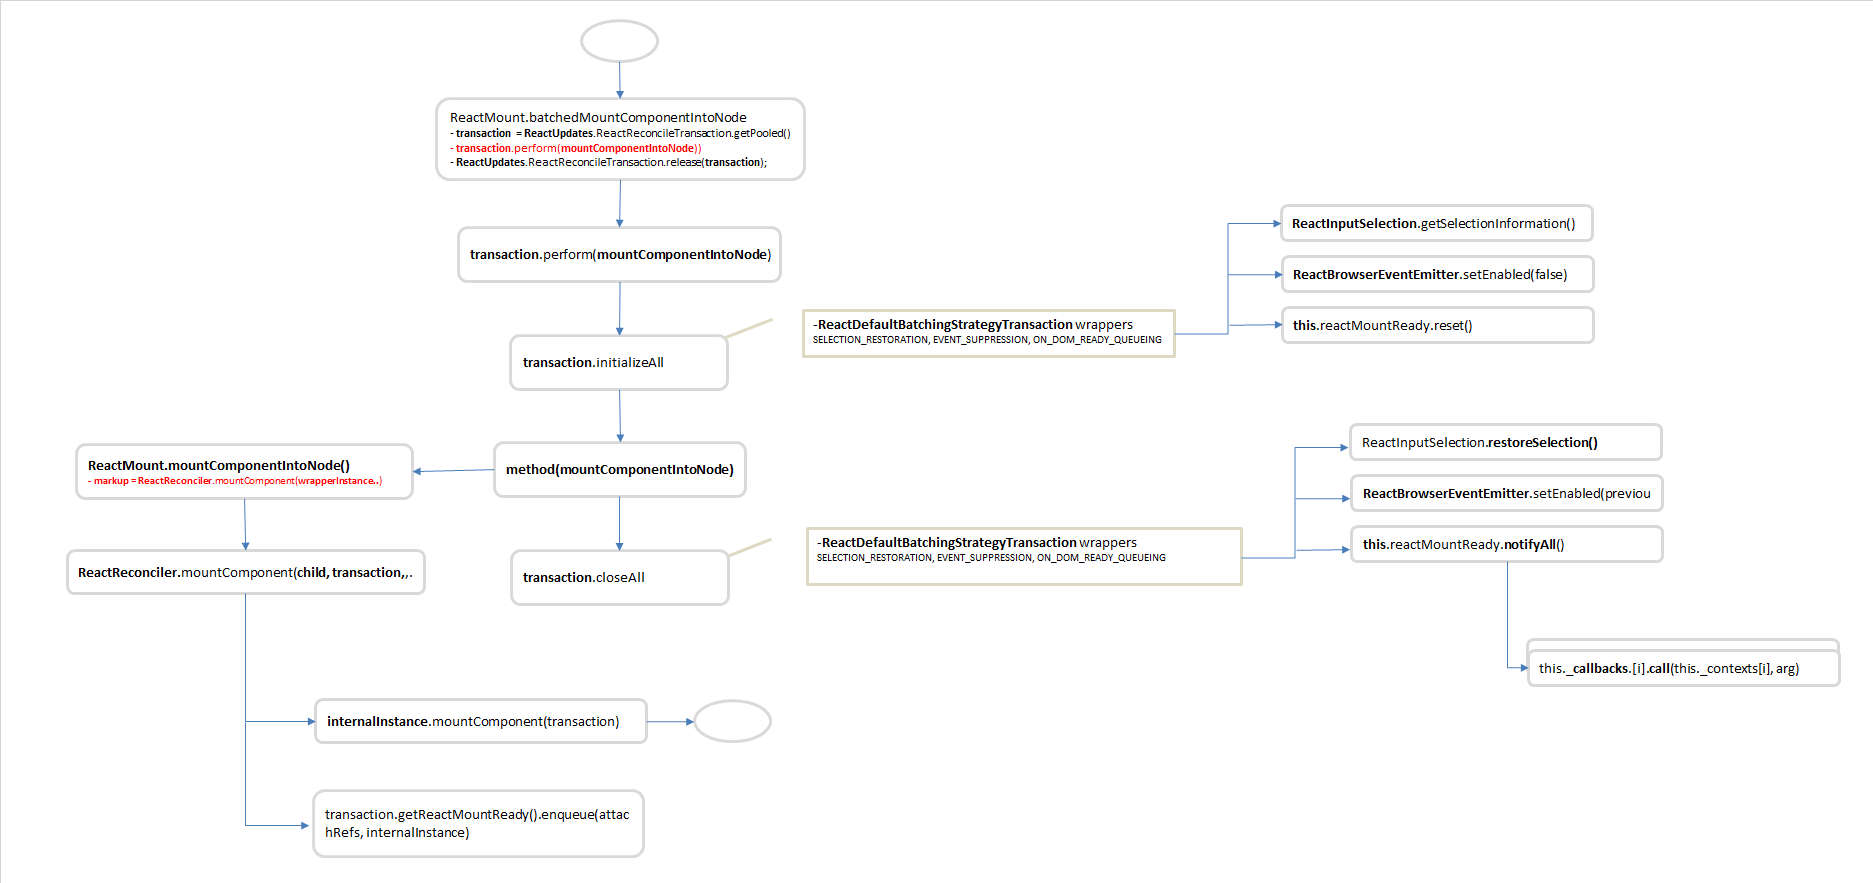 ReactMount.batchedMountComponentIntoNode
- transaction = ReactUpdates.ReactReconcileTransaction.getPooled()
- transaction.perform(mountComponentIntoNode))
- ReactUpdates.ReactReconcileTransaction.release(transaction);
transaction.perform(mountComponentIntoNode)
transaction.initializeAll
-ReactDefaultBatchingStrategyTransaction wrappers
SELECTION_RESTORATION, EVENT_SUPPRESSION, ON_DOM_READY_QUEUEING
ReactInputSelection.getSelectionInformation()
ReactBrowserEventEmitter.setEnabled(false)
this.reactMountReady.reset()
method(mountComponentIntoNode)
ReactMount.mountComponentIntoNode()
- markup = ReactReconciler.mountComponent(wrapperInstance..)
ReactReconciler.mountComponent(child, transaction,,.
transaction.closeAll
-ReactDefaultBatchingStrategyTransaction wrappers
SELECTION_RESTORATION, EVENT_SUPPRESSION, ON_DOM_READY_QUEUEING
ReactInputSelection.restoreSelection()
ReactBrowserEventEmitter.setEnabled(previou
this.reactMountReady.notifyAll()
this._callbacks.[i].call(this._contexts[i], arg)
internalInstance.mountComponent(transaction)
transaction.getReactMountReady().enqueue(attac
hRefs, internalInstance)